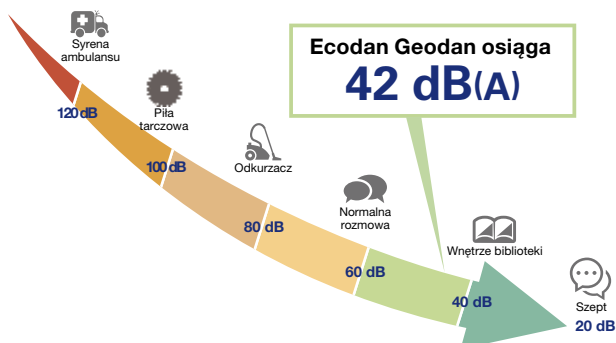 Syrena
ambulansu
120 dB
Piła
tarczowa
100 dB
Odkurzacz
80 dB
Normalna
rozmowa
60 dB
Ecodan Geodan osiąga
42 dB(A)
Wnętrze biblioteki
40 dB
Szept
20 dB